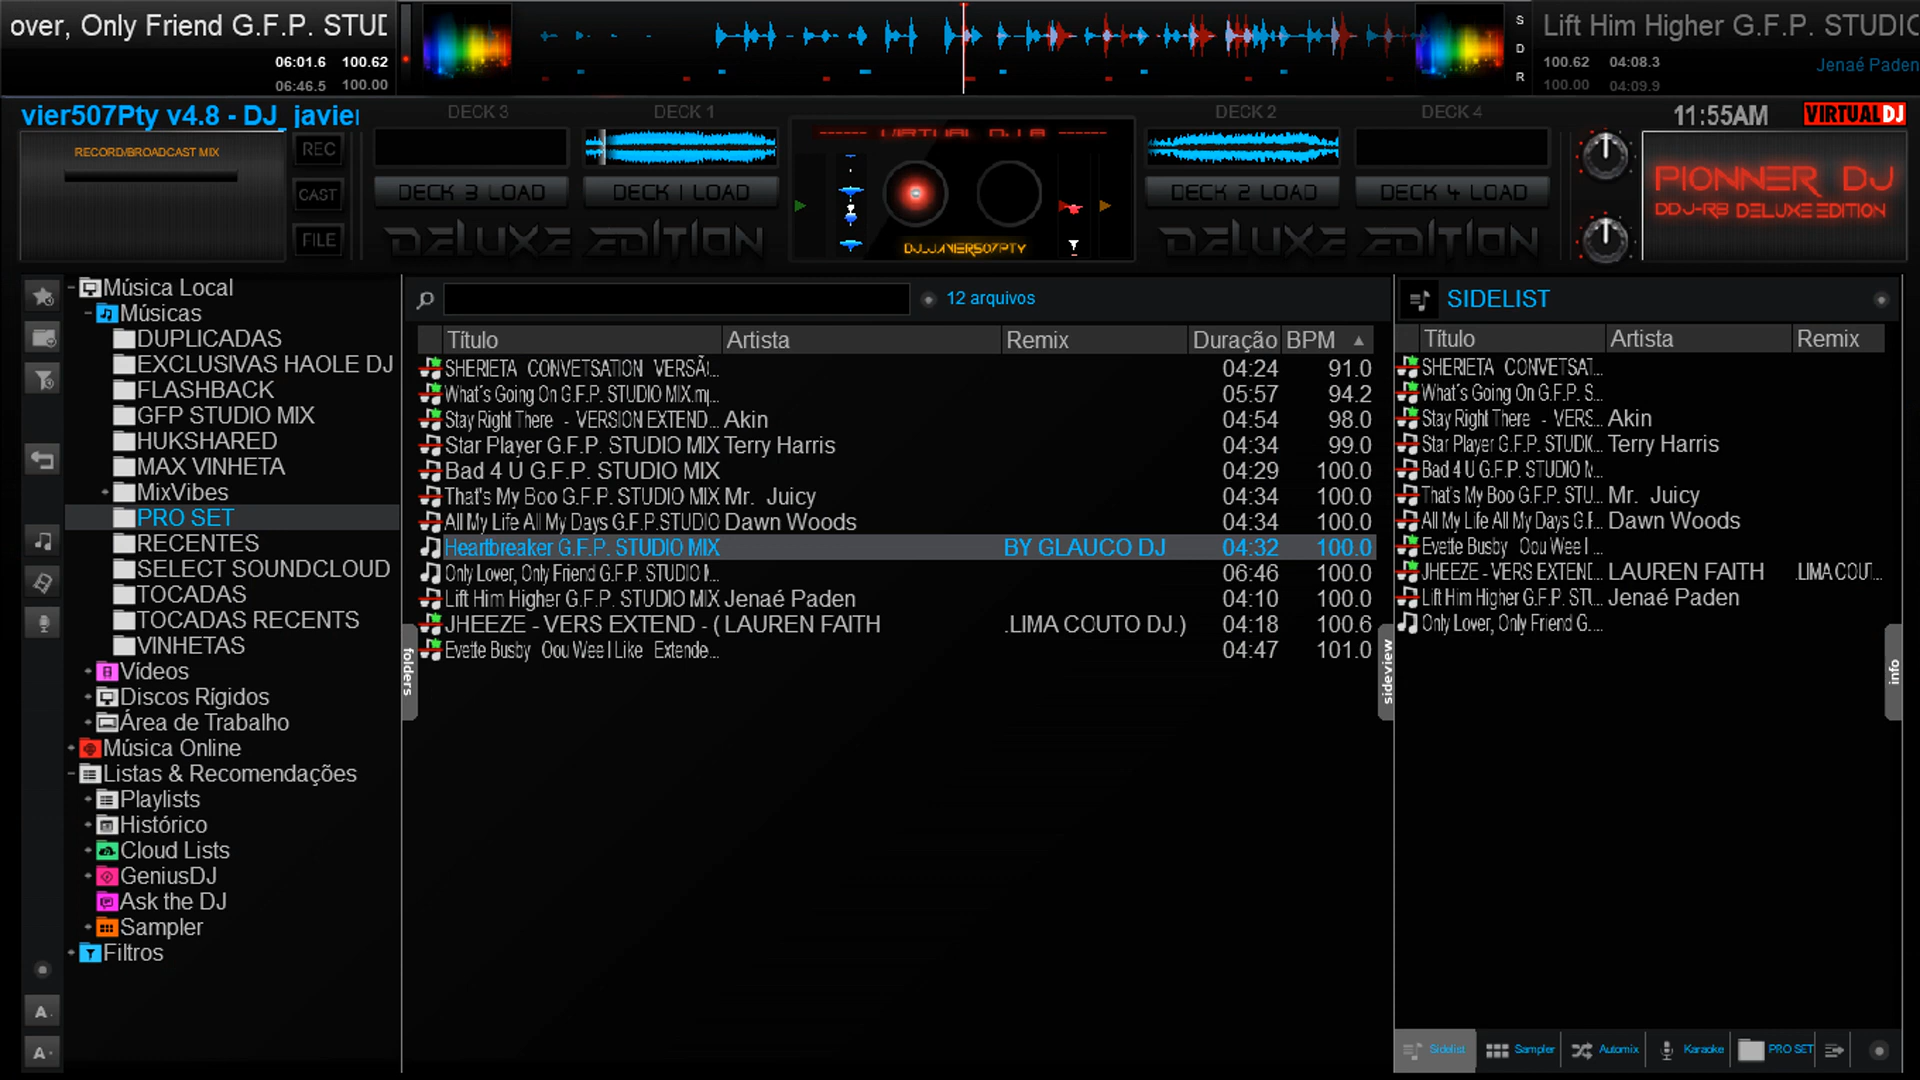 over, Only Friend G.F.P. STUD
06:01.6 100.62
06:46.5 100.00
S
D
R
Lift Him Higher G.F.P. STUDIO
100.62 04:08.3
Jenaé Paden
100.00 04:09.9
vier507Pty v4.8 - DJ_javier
DECK 3
DECK 1
DECK 2
DECK 4
11:55AM
VIRTUALDJ
RECORD/BROADCAST MIX
REC
CAST
FILE
VIRTUAL DJ 8
DECK 3 LOAD
DECK 1 LOAD
DECK 2 LOAD
DECK 4 LOAD
PIONNER DJ
DDJ-R8 DELUXE EDITION
DELUXE EDITION
DJ_JAVIER507PTY
DELUXE EDITION
Música Local
Músicas
DUPLICADAS
EXCLUSIVAS HAOLE DJ
FLASHBACK
GFP STUDIO MIX
HUKSHARED
MAX VINHETA
MixVibes
PRO SET
RECENTES
SELECT SOUNDCLOUD
TOCADAS
TOCADAS RECENTS
VINHETAS
Vídeos
Discos Rígidos
Área de Trabalho
Música Online
Listas & Recomendações
Playlists
Histórico
Cloud Lists
GeniusDJ
Ask the DJ
Sampler
Filtros
A
A
folders
12 arquivos
Título Artista Remix Duração BPM
SHERIETA CONVETSATION VERSÃ... 04:24 91.0
What´s Going On G.F.P. STUDIO MIX.mp... 05:57 94.2
Stay Right There - VERSION EXTEND... Akin 04:54 98.0
Star Player G.F.P. STUDIO MIX Terry Harris 04:34 99.0
Bad 4 U G.F.P. STUDIO MIX 04:29 100.0
That's My Boo G.F.P. STUDIO MIX Mr. Juicy 04:34 100.0
All My Life All My Days G.F.P.STUDIO Dawn Woods 04:34 100.0
Heartbreaker G.F.P. STUDIO MIX BY GLAUCO DJ 04:32 100.0
Only Lover, Only Friend G.F.P. STUDIO M... 06:46 100.0
Lift Him Higher G.F.P. STUDIO MIX Jenaé Paden 04:10 100.0
JHEEZE - VERS EXTEND - ( LAUREN FAITH .LIMA COUTO DJ.) 04:18 100.6
Evette Busby Oou Wee I Like Extende... 04:47 101.0
sideview
SIDELIST
Título Artista Remix
SHERIETA CONVETSAT...
What´s Going On G.F.P. S...
Stay Right There - VERS... Akin
Star Player G.F.P. STUDIO... Terry Harris
Bad 4 U G.F.P. STUDIO M...
That's My Boo G.F.P. STU... Mr. Juicy
All My Life All My Days G.F... Dawn Woods
Evette Busby Oou Wee I ...
JHEEZE - VERS EXTEND... LAUREN FAITH .LIMA COUT...
Lift Him Higher G.F.P. STU... Jenaé Paden
Only Lover, Only Friend G....
info
Sidelist
Sampler
Automix
Karaoke
PRO SET